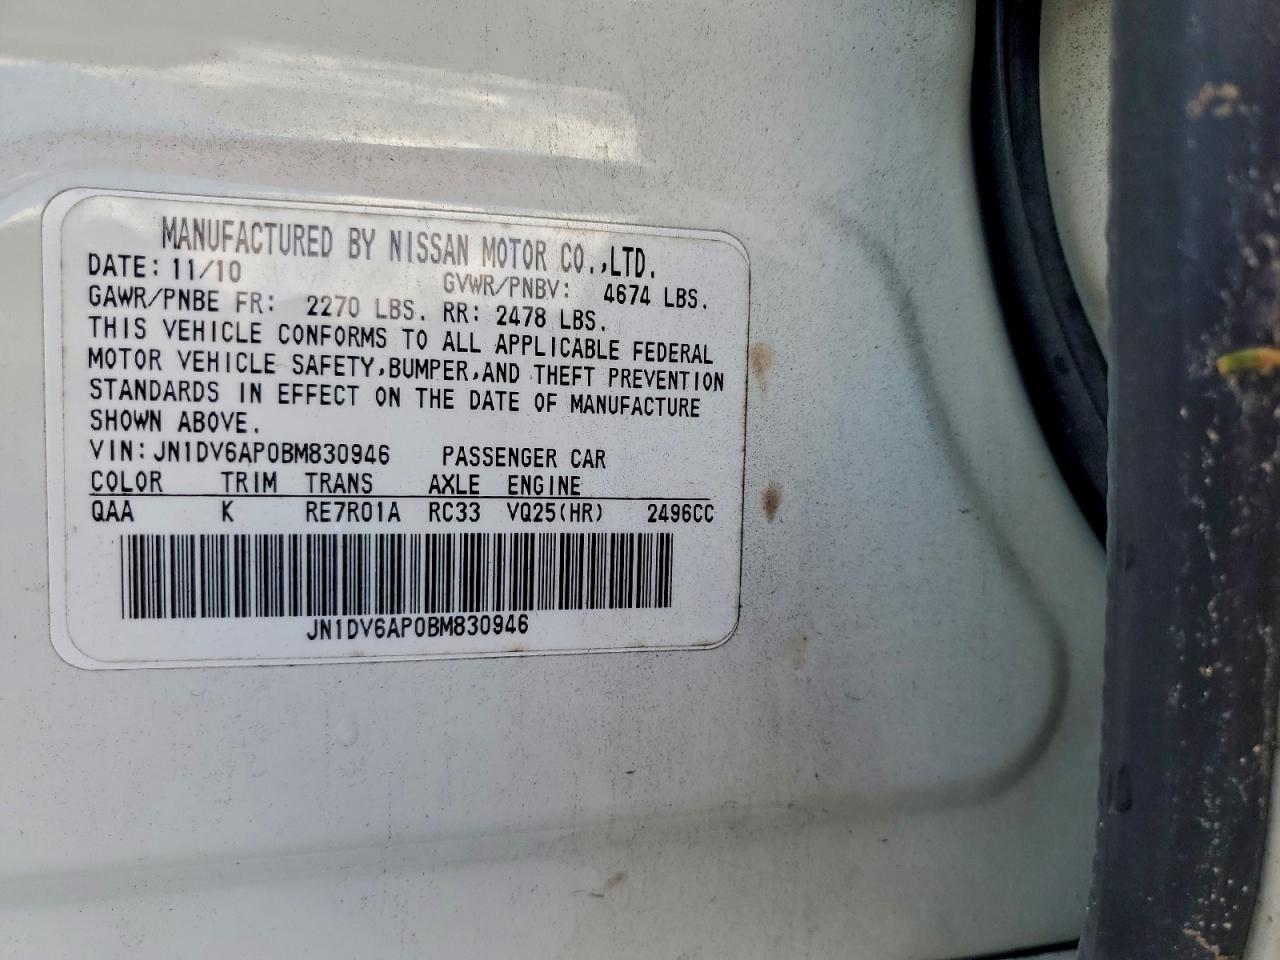 MANUFACTURED BY NISSAN MOTOR CO.,LTD.
DATE: 11/10 GVWR/PNBV: 4674 LBS.
GAWR/PNBE FR: 2270 LBS. RR: 2478 LBS.
THIS VEHICLE CONFORMS TO ALL APPLICABLE FEDERAL
MOTOR VEHICLE SAFETY,BUMPER,AND THEFT PREVENTION
STANDARDS IN EFFECT ON THE DATE OF MANUFACTURE
SHOWN ABOVE.
VIN: JN1DV6AP0BM830946 PASSENGER CAR
COLOR TRIM TRANS AXLE ENGINE
QAA K RE7R01A RC33 VQ25(HR) 2496CC
JN1DV6AP0BM830946